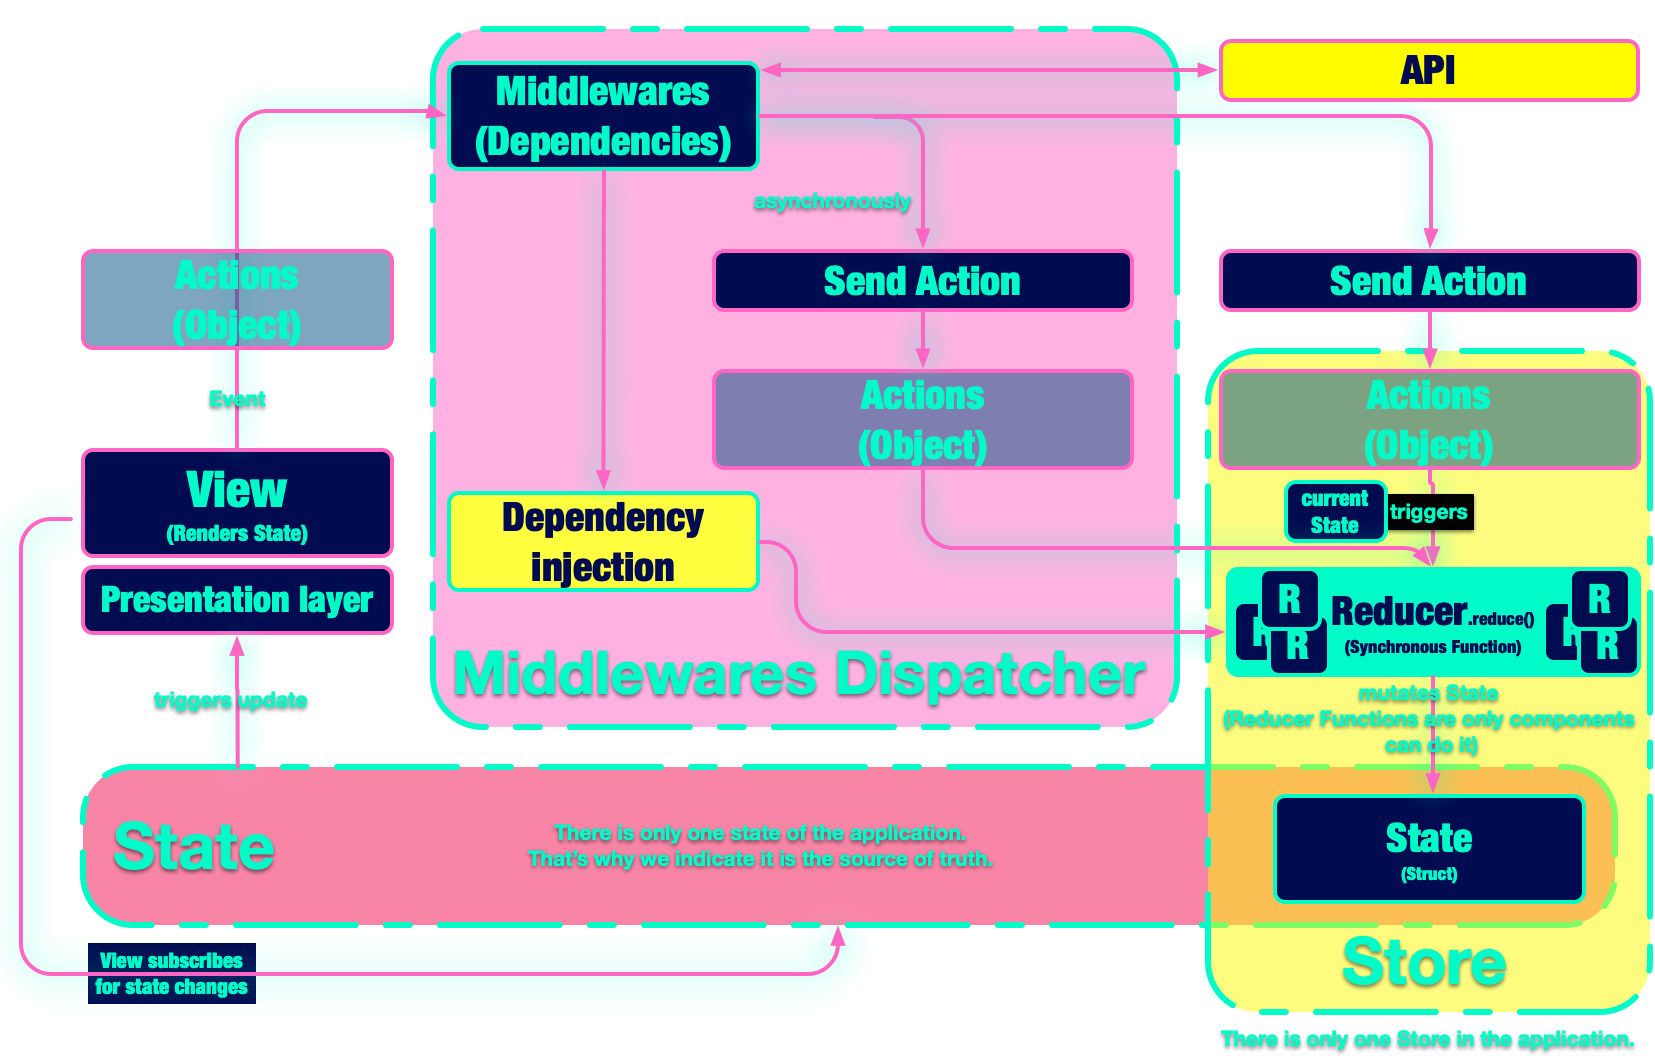 Middlewares
(Dependencies)
API
asynchronously
Actions
(Object)
Send Action
Send Action
Event
Actions
(Object)
Actions
(Object)
View
(Renders State)
current
State
triggers
Dependency
injection
Presentation layer
R
R
R
Reducer.reduce()
(Synchronous Function)
R
R
R
Middlewares Dispatcher
triggers update
mutates State
(Reducer Functions are only components
can do it)
State
There is only one state of the application.
That's why we indicate it is the source of truth.
State
(Struct)
View subscribes
for state changes
Store
There is only one Store in the application.